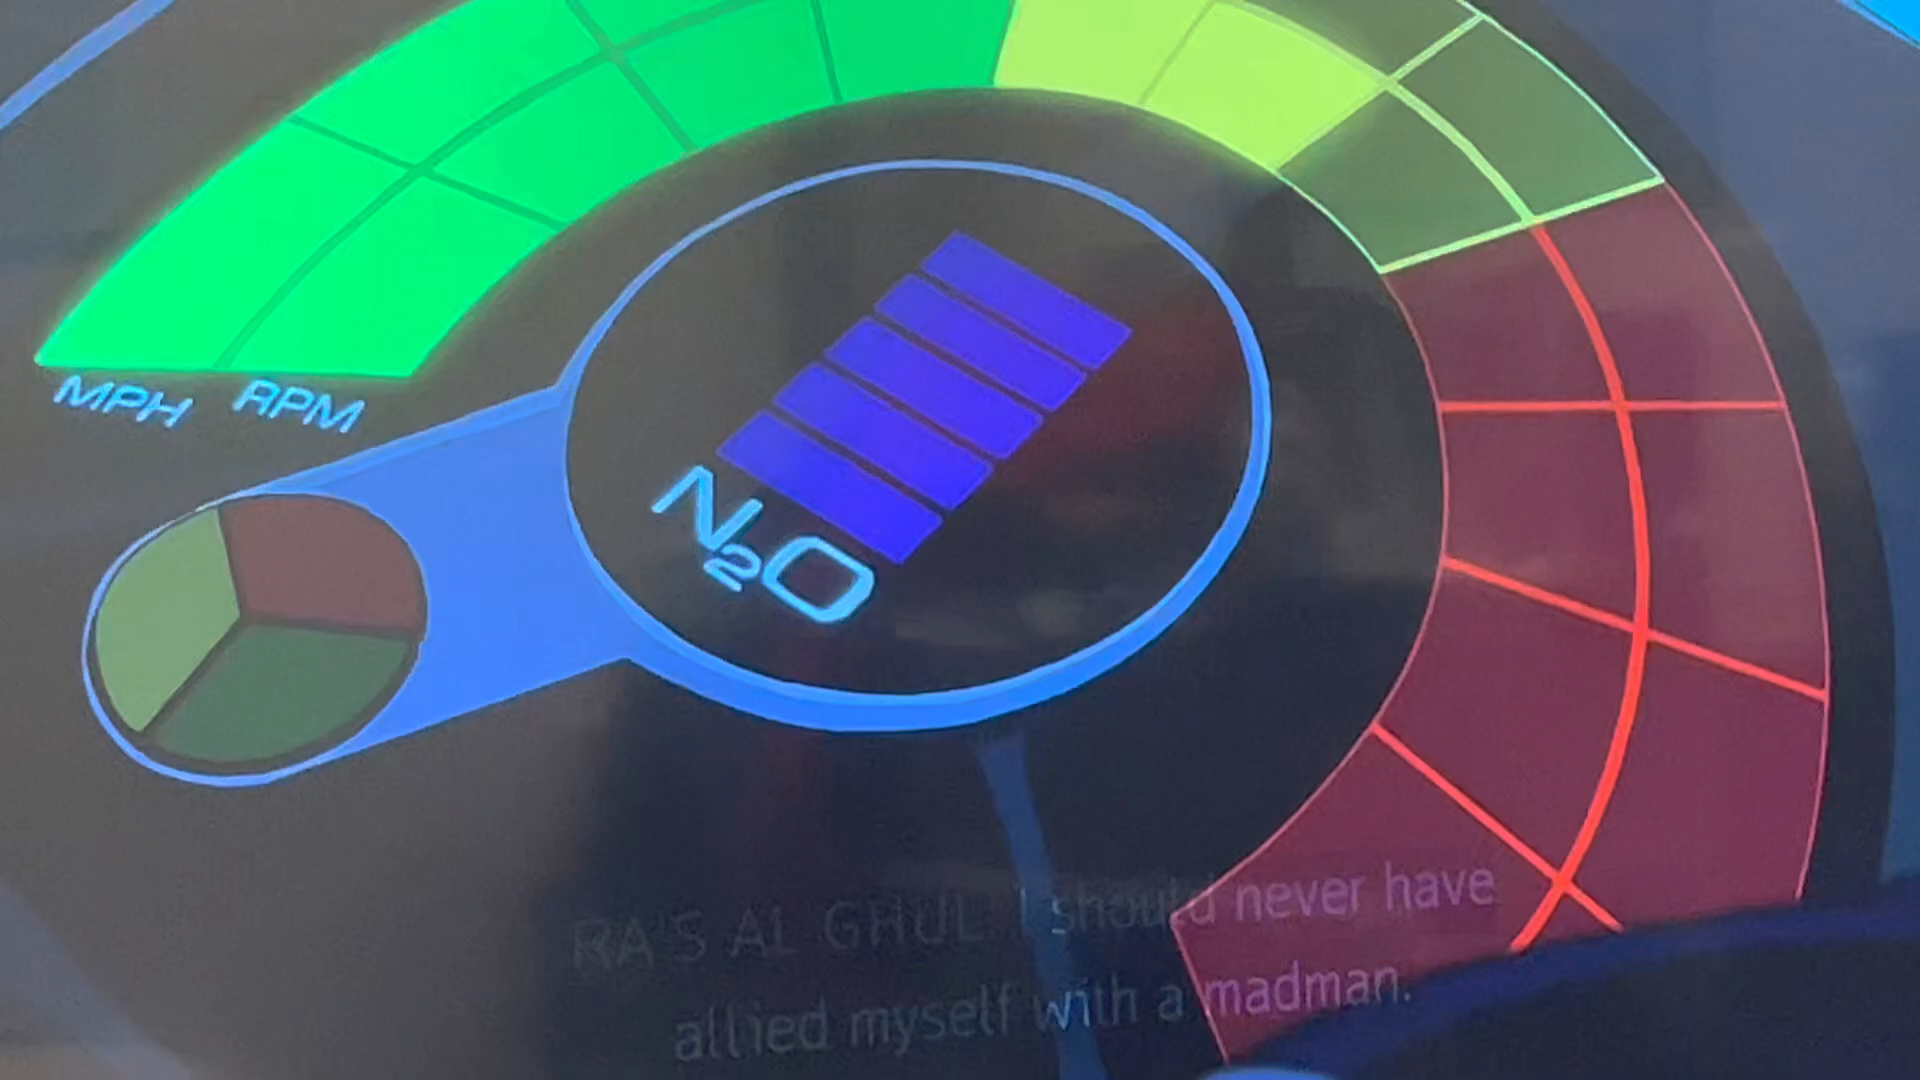 MPH RPM
N₂O
RA'S AL GHUL: I should never have
allied myself with a madman.